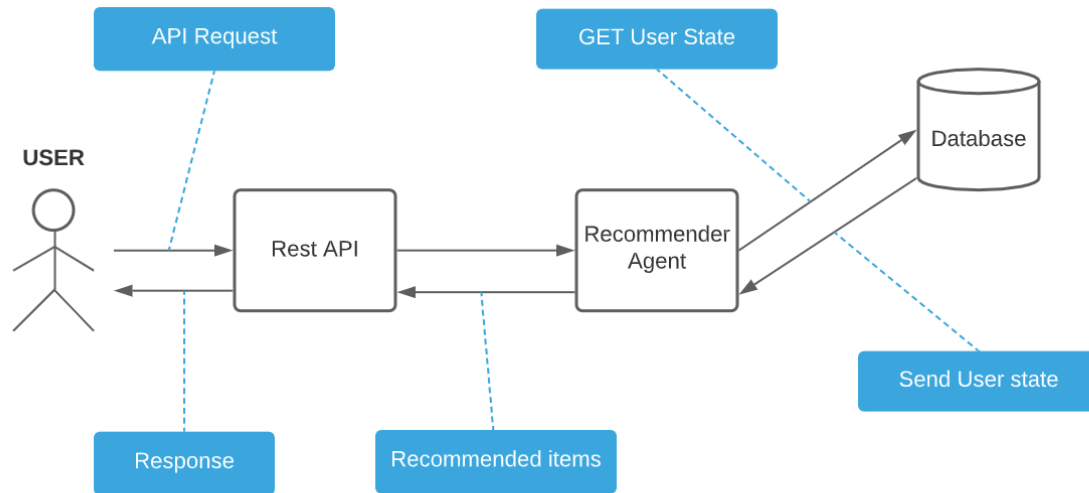 API Request
GET User State
USER
Database
Rest API
Recommender
Agent
Send User state
Response
Recommended items